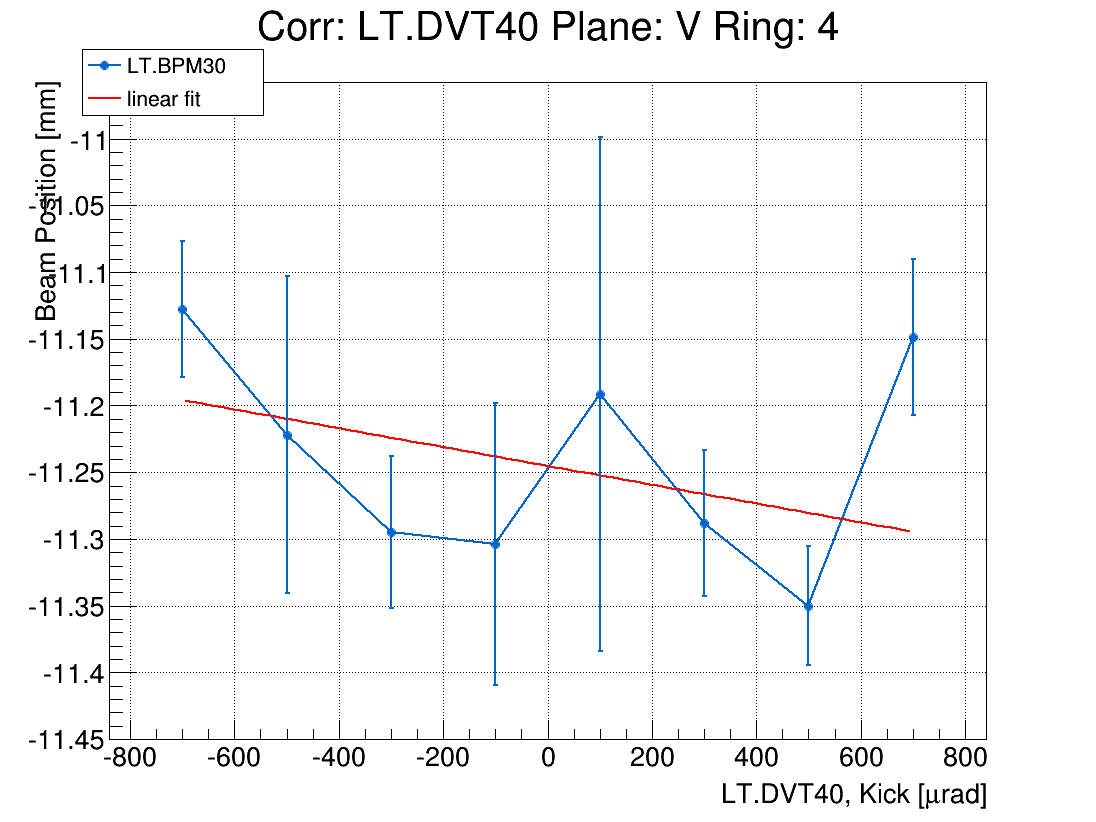 Corr: LT.DVT40 Plane: V Ring: 4
LT.BPM30
linear fit
Beam Position [mm]
-11
-11.05
-11.1
-11.15
-11.2
-11.25
-11.3
-11.35
-11.4
-11.45
-800 -600 -400 -200 0 200 400 600 800
LT.DVT40, Kick [μrad]